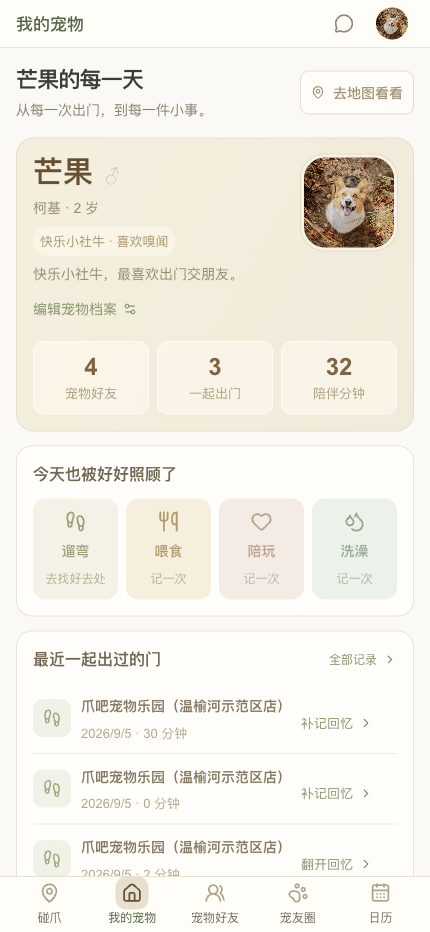 我的宠物
芒果的每一天
从每一次出门，到每一件小事。
去地图看看
芒果 ♂
柯基 · 2 岁
快乐小社牛 · 喜欢嗅闻
快乐小社牛，最喜欢出门交朋友。
编辑宠物档案
4
宠物好友
3
一起出门
32
陪伴分钟
今天也被好好照顾了
遛弯
去找好去处
喂食
记一次
陪玩
记一次
洗澡
记一次
最近一起出过的门
全部记录
爪吧宠物乐园（温榆河示范区店）
2026/9/5 · 30 分钟
补记回忆
爪吧宠物乐园（温榆河示范区店）
2026/9/5 · 0 分钟
补记回忆
爪吧宠物乐园（温榆河示范区店）
2026/9/5 · 2 分钟
翻开回忆
碰爪
我的宠物
宠物好友
宠友圈
日历